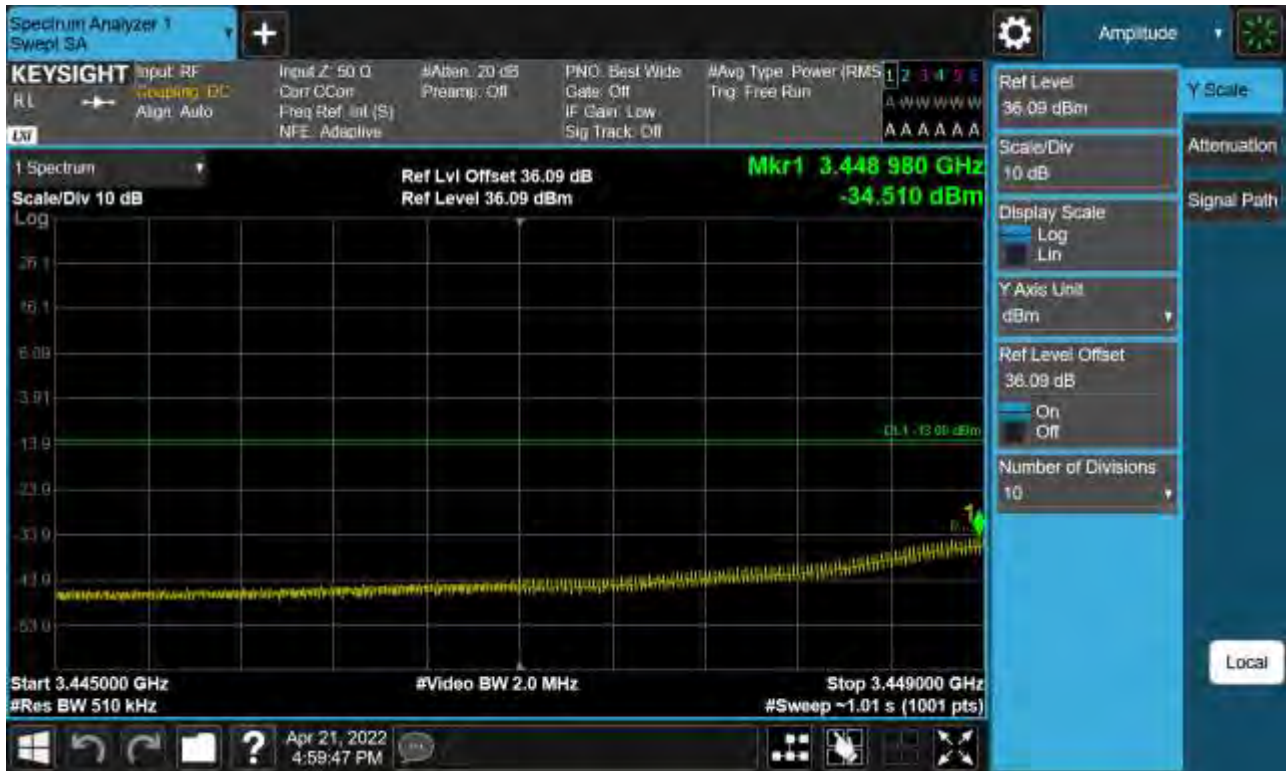 Spectrum Analyzer 1
Swept SA
Amplitude
KEYSIGHT
RL
Input: RF
Coupling: DC
Align: Auto
Input Z: 50 Ω
Corr CCorr
Freq Ref: Int (S)
NFE: Adaptive
#Atten: 20 dB
Preamp: Off
PNO: Best Wide
Gate: Off
IF Gain: Low
Sig Track: Off
#Avg Type: Power (RMS
Trig: Free Run
1 2 3 4 5 6
A W W W W W
A A A A A A
1 Spectrum
Scale/Div 10 dB
Ref Lvl Offset 36.09 dB
Ref Level 36.09 dBm
Mkr1 3.448 980 GHz
-34.510 dBm
Log
26.1
16.1
6.09
-3.91
-13.9
-23.9
-33.9
-43.9
-53.9
DL1 -13.00 dBm
1
Start 3.445000 GHz
#Video BW 2.0 MHz
Stop 3.449000 GHz
#Res BW 510 kHz
#Sweep ~1.01 s (1001 pts)
Ref Level
36.09 dBm
Scale/Div
10 dB
Display Scale
Log
Lin
Y Axis Unit
dBm
Ref Level Offset
36.09 dB
On
Off
Number of Divisions
10
Y Scale
Attenuation
Signal Path
Local
?
Apr 21, 2022
4:59:47 PM